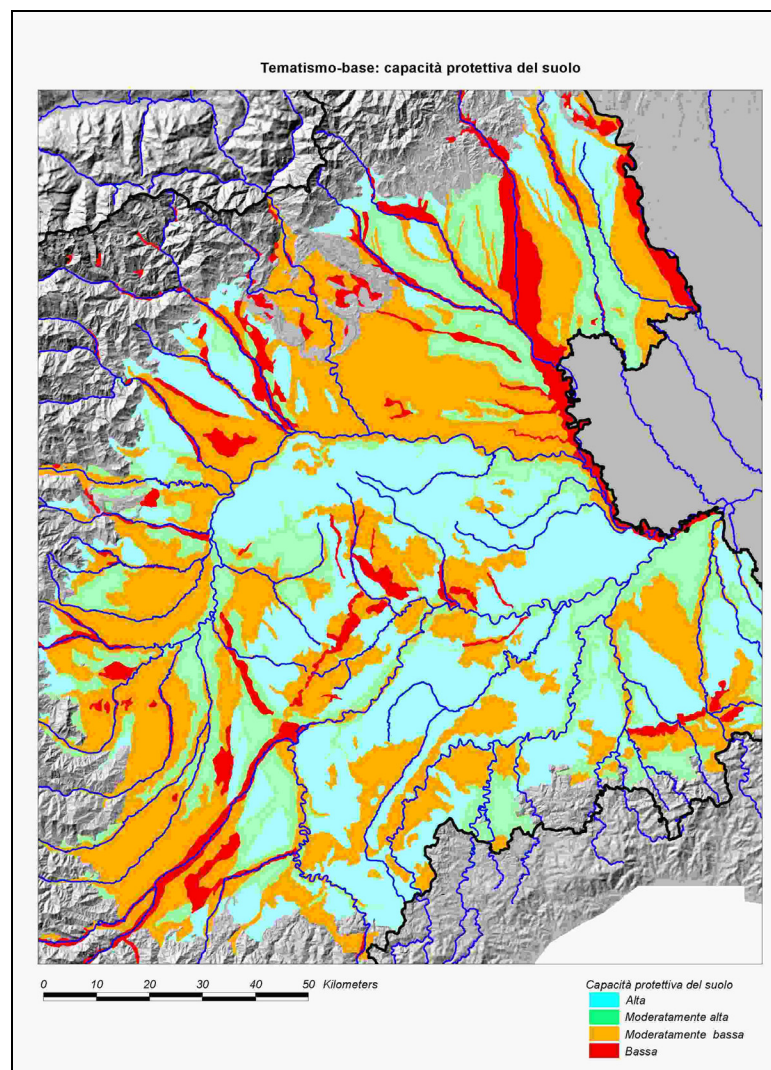 Tematismo-base: capacità protettiva del suolo
0 10 20 30 40 50 Kilometers
Capacità protettiva del suolo
Alta
Moderatamente alta
Moderatamente bassa
Bassa